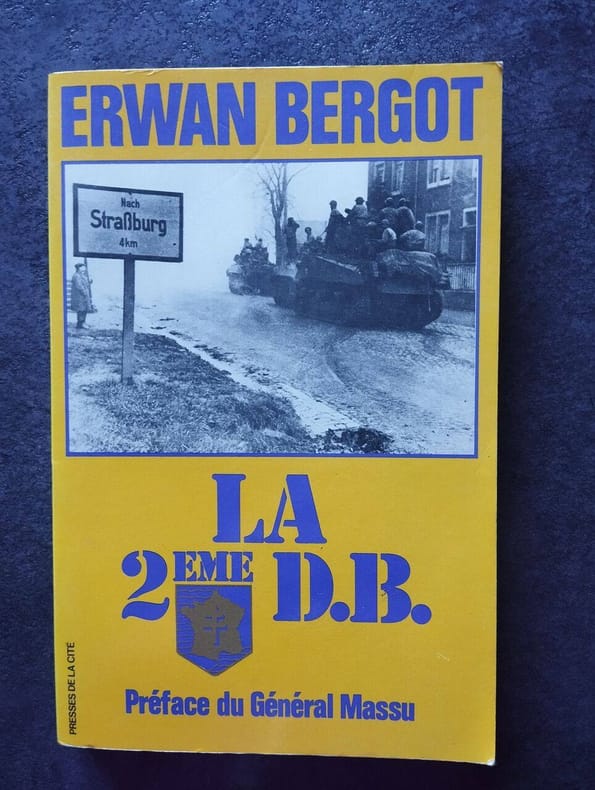 ERWAN BERGOT
Nach
Straßburg
4km
LA
2EME D.B.
Préface du Général Massu
PRESSES DE LA CITÉ